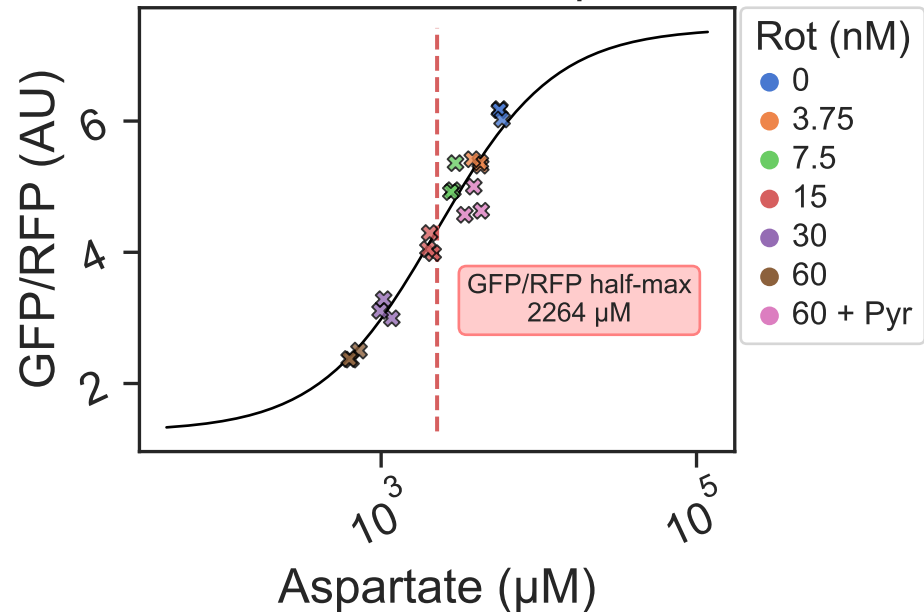 GFP/RFP (AU)
6
4
2
GFP/RFP half-max
2264 µM
10³
10⁵
Aspartate (µM)
Rot (nM)
0
3.75
7.5
15
30
60
60 + Pyr